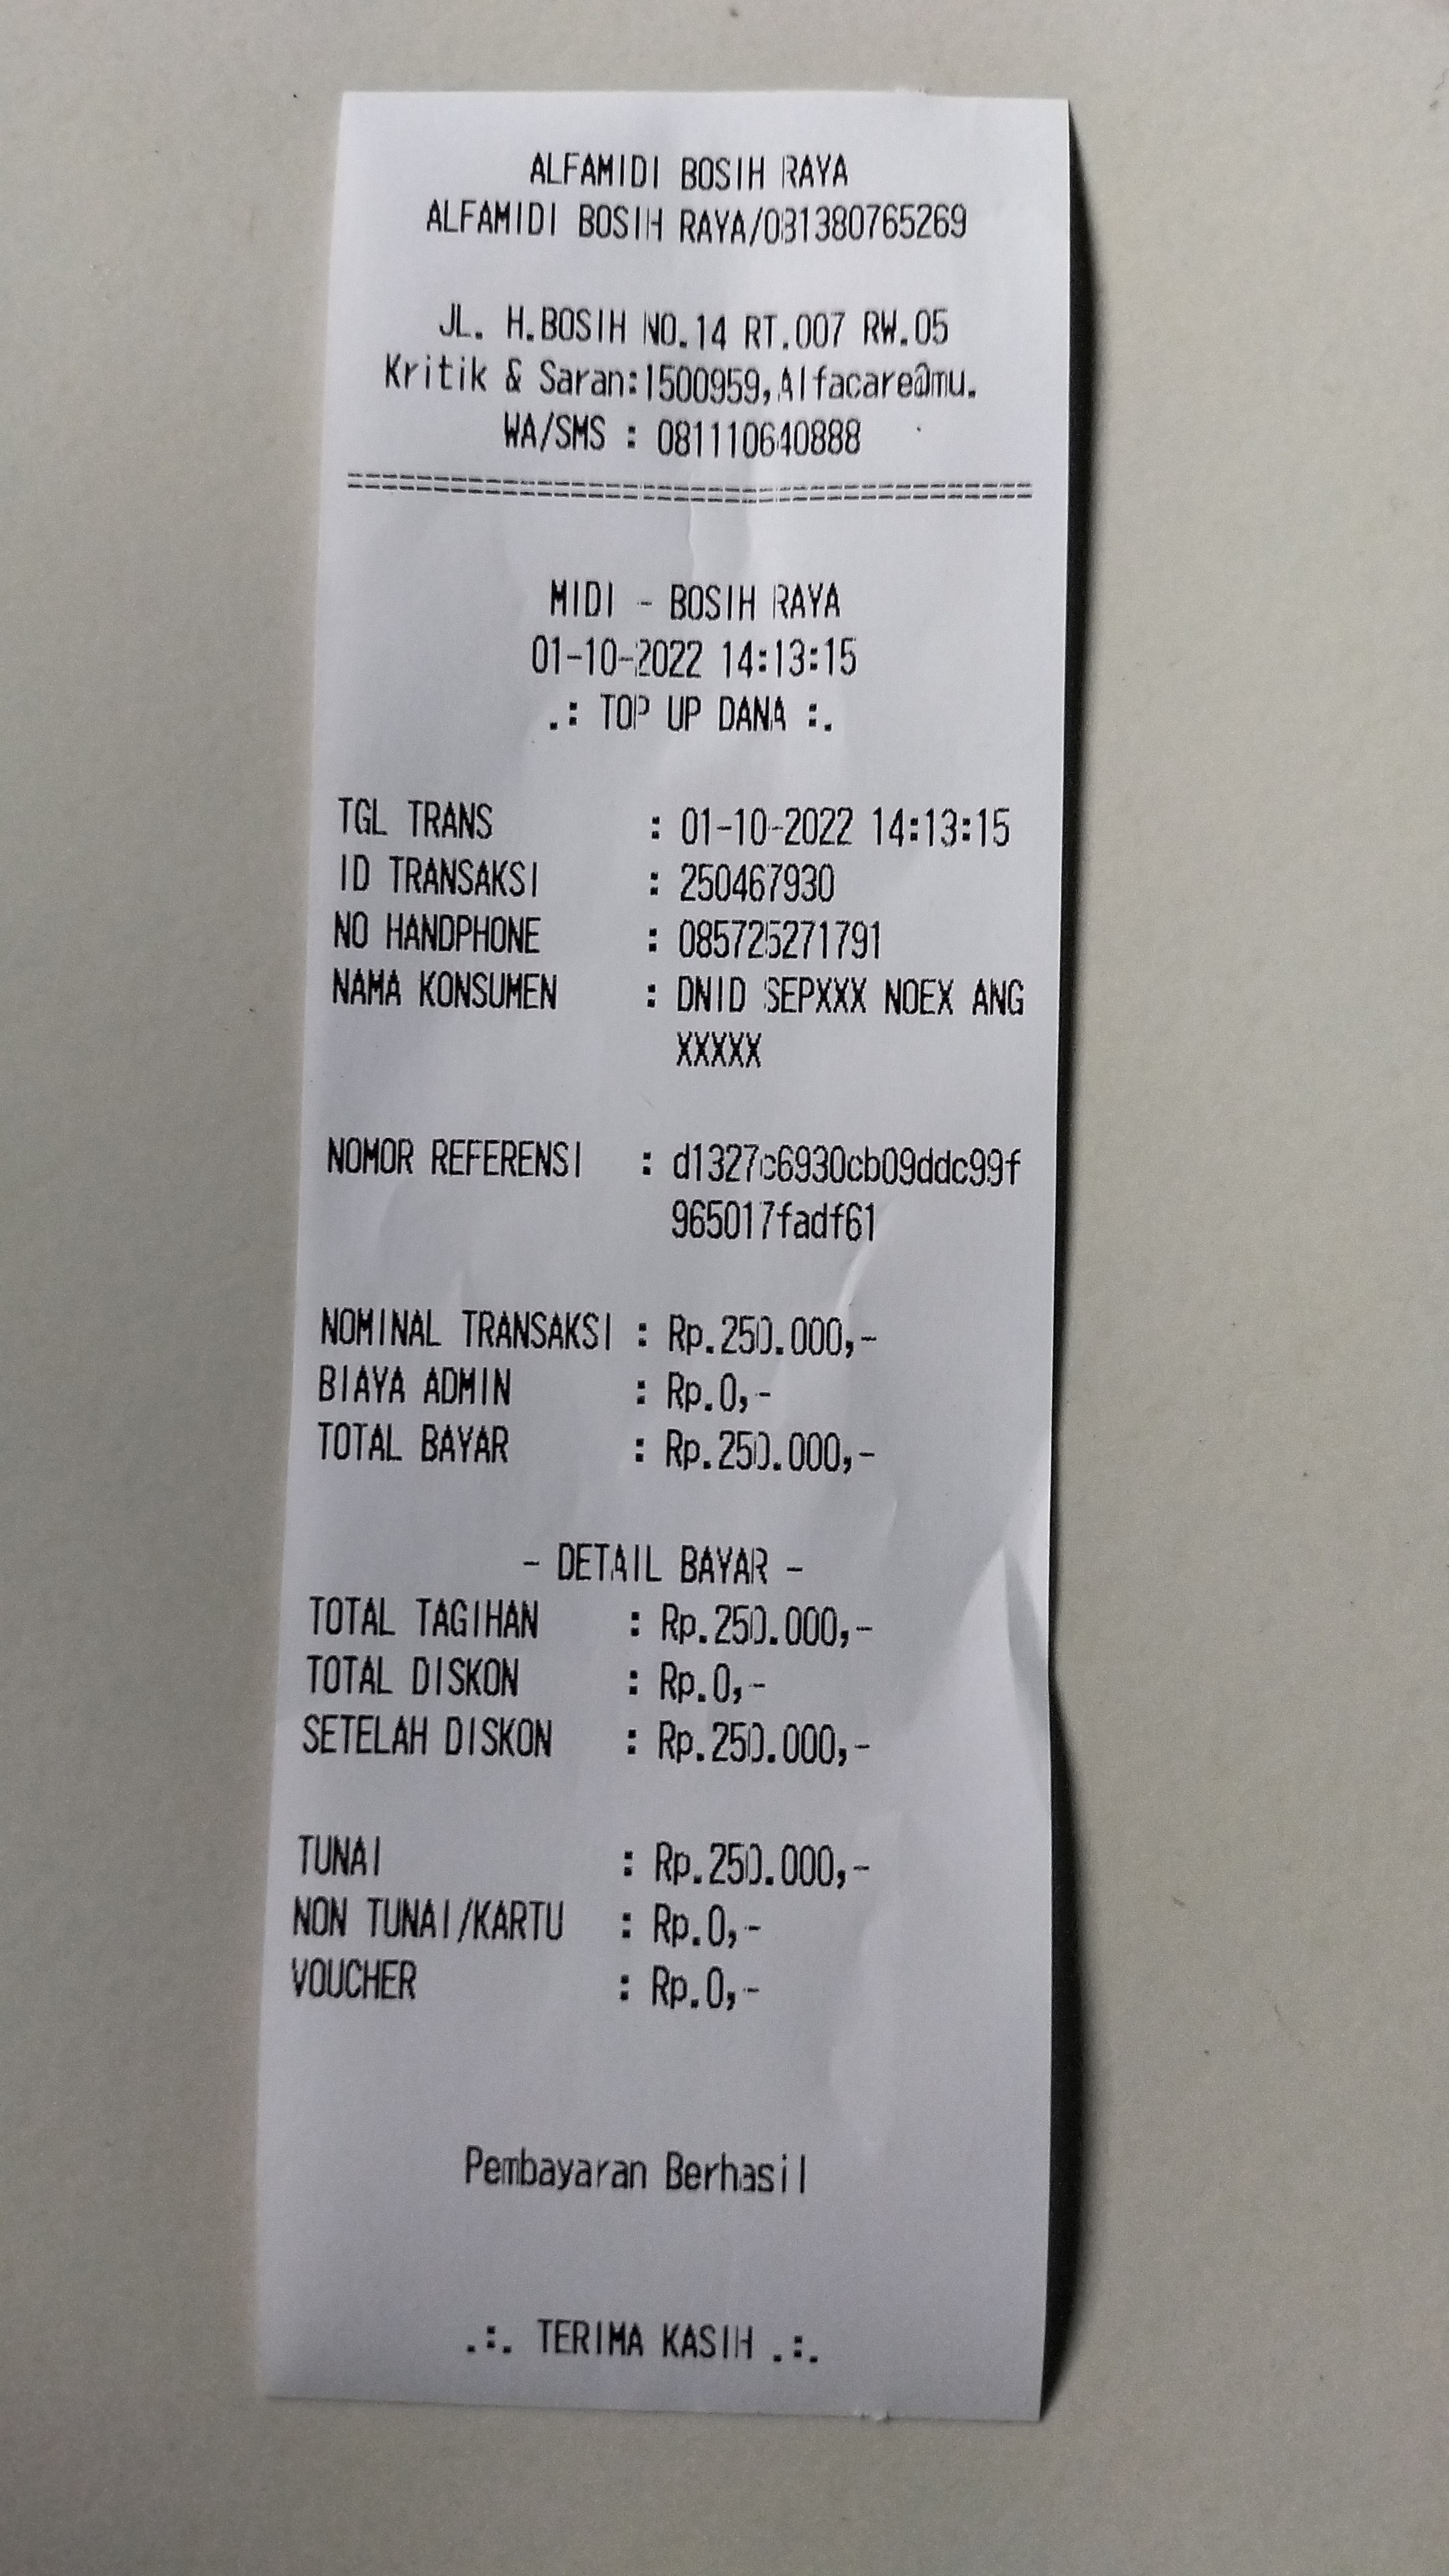 ALFAMIDI BOSIH RAYA
ALFAMIDI BOSIH RAYA/081380765269
JL. H.BOSIH NO.14 RT.007 RW.05
Kritik & Saran:1500959,Alfacare@mu.
WA/SMS : 081110640888
========================================
MIDI - BOSIH RAYA
01-10-2022 14:13:15
.: TOP UP DANA :.
TGL TRANS : 01-10-2022 14:13:15
ID TRANSAKSI : 250467930
NO HANDPHONE : 085725271791
NAMA KONSUMEN : DNID SEPXXX NOEX ANG
XXXXX
NOMOR REFERENSI : d1327c6930cb09ddc99f
965017fadf61
NOMINAL TRANSAKSI : Rp.250.000,-
BIAYA ADMIN : Rp.0,-
TOTAL BAYAR : Rp.250.000,-
- DETAIL BAYAR -
TOTAL TAGIHAN : Rp.250.000,-
TOTAL DISKON : Rp.0,-
SETELAH DISKON : Rp.250.000,-
TUNAI : Rp.250.000,-
NON TUNAI/KARTU : Rp.0,-
VOUCHER : Rp.0,-
Pembayaran Berhasil
.:. TERIMA KASIH .:.